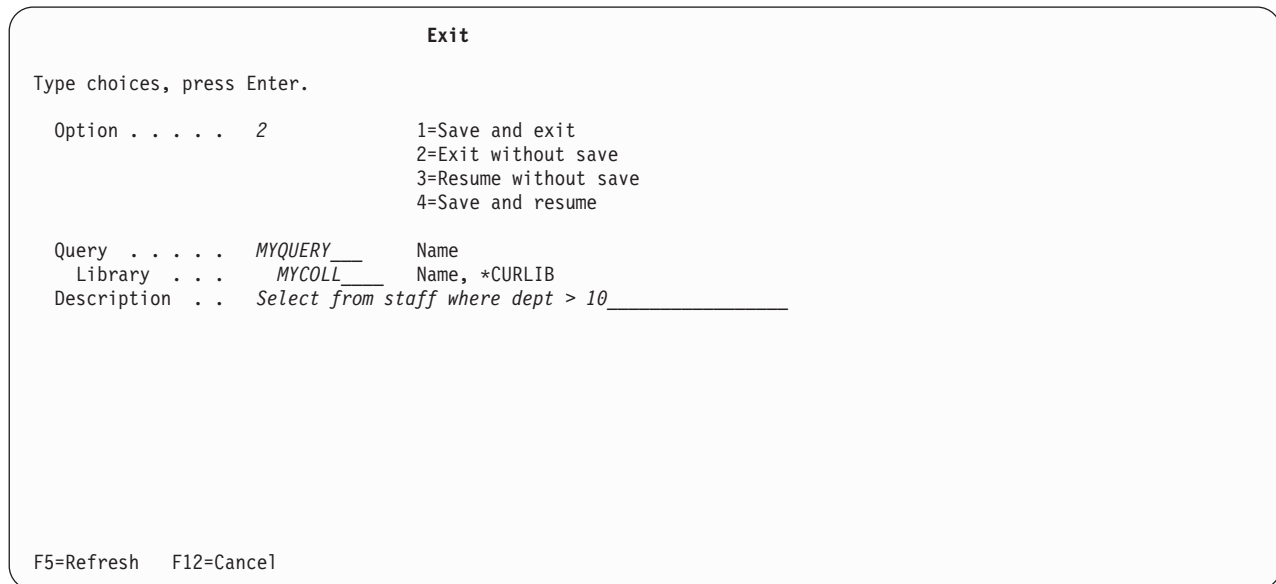 Exit
Type choices, press Enter.
Option . . . . . 2 1=Save and exit
2=Exit without save
3=Resume without save
4=Save and resume
Query . . . . . MYQUERY___ Name
Library . . . MYCOLL____ Name, *CURLIB
Description . . Select from staff where dept > 10_________________
F5=Refresh F12=Cancel